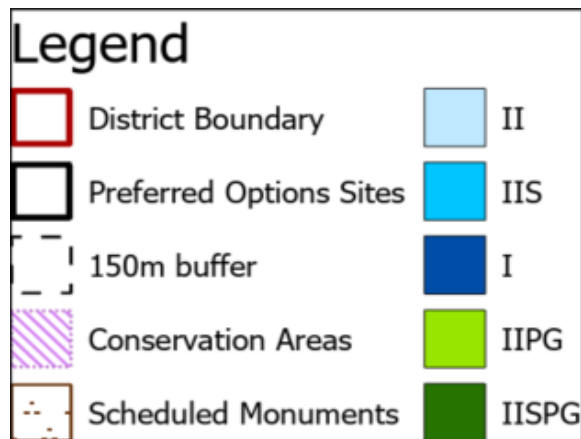 Legend
District Boundary
Preferred Options Sites
150m buffer
Conservation Areas
Scheduled Monuments
II
IIS
I
IIPG
IISPG